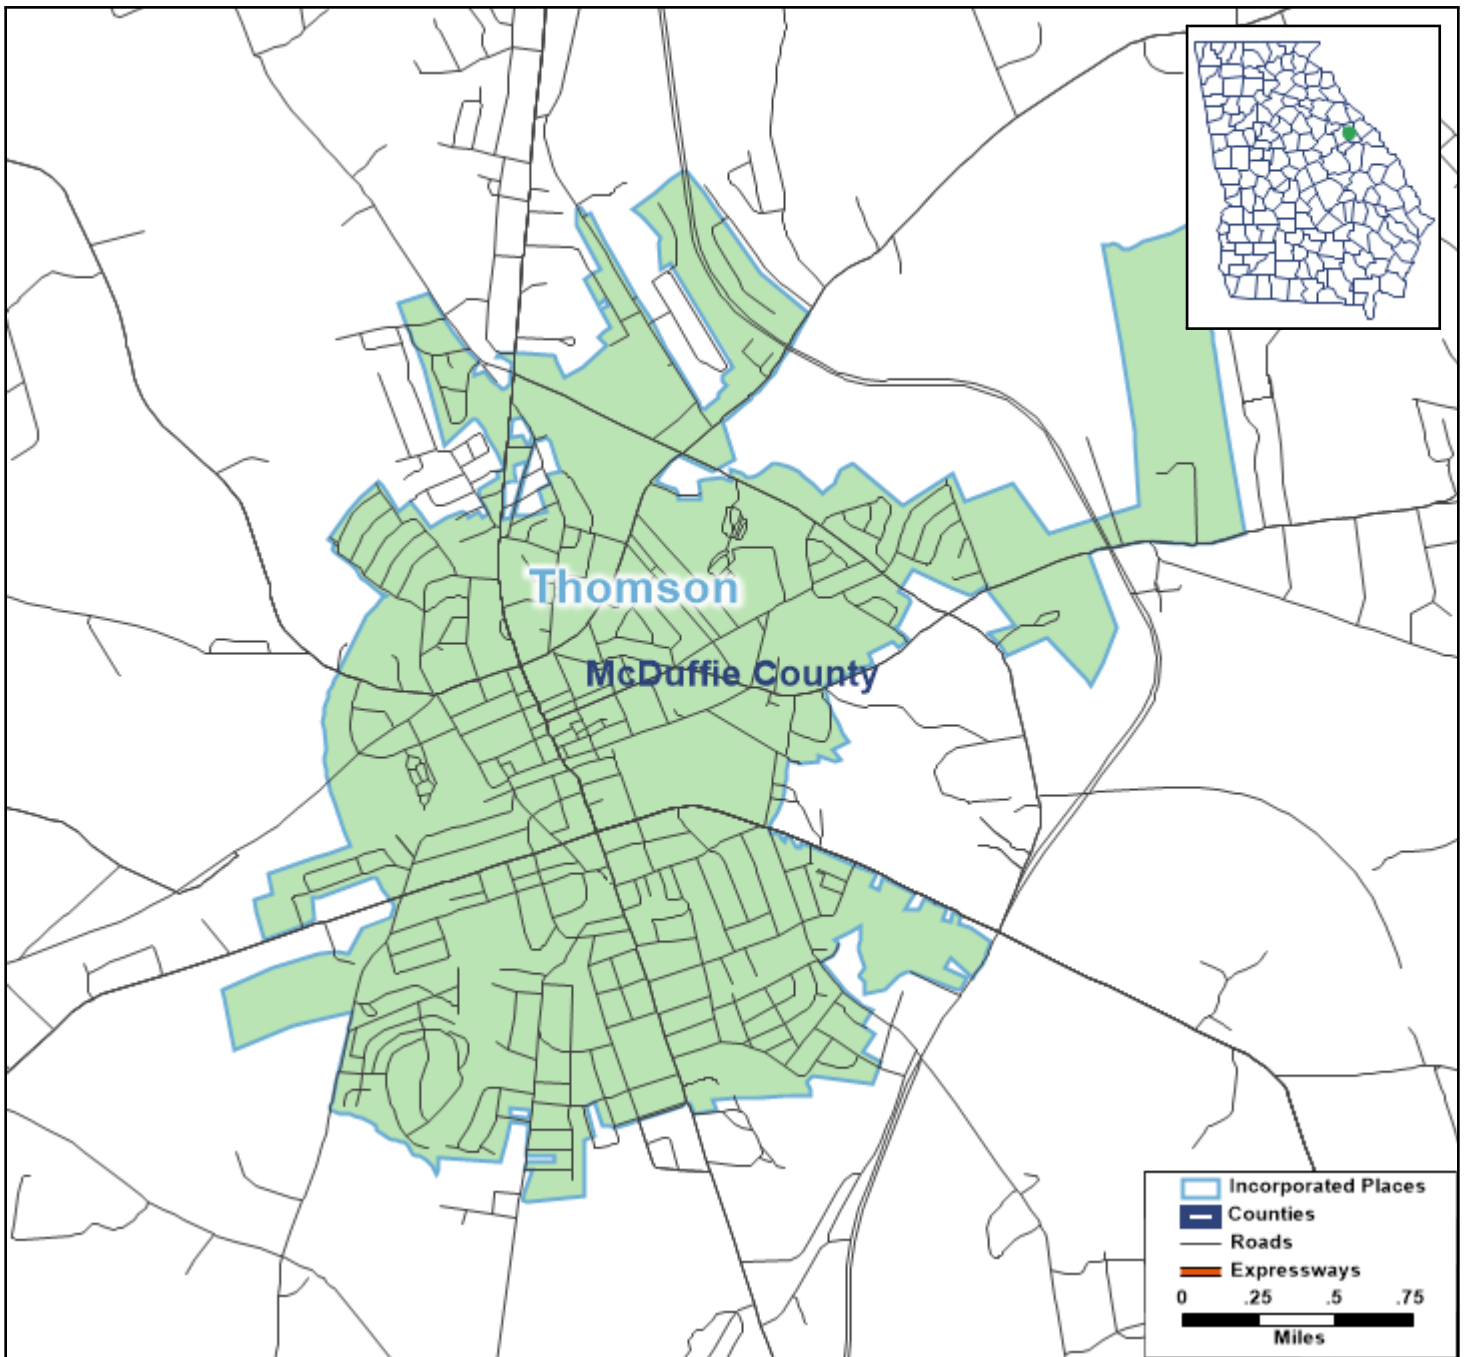 Thomson
McDuffie County
Incorporated Places
Counties
Roads
Expressways
0 .25 .5 .75
Miles